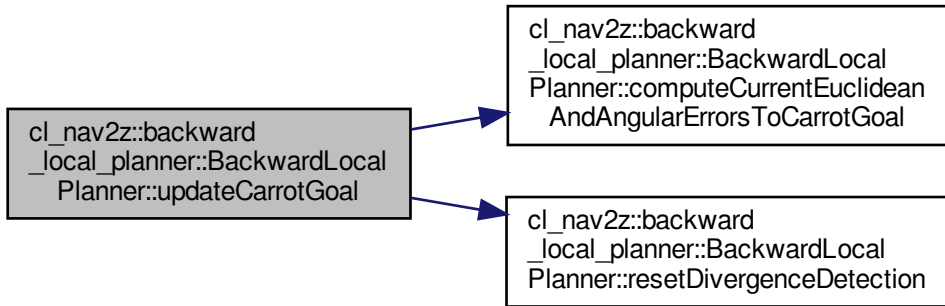 cl_nav2z::backward
_local_planner::BackwardLocal
Planner::updateCarrotGoal
cl_nav2z::backward
_local_planner::BackwardLocal
Planner::computeCurrentEuclidean
AndAngularErrorsToCarrotGoal
cl_nav2z::backward
_local_planner::BackwardLocal
Planner::resetDivergenceDetection